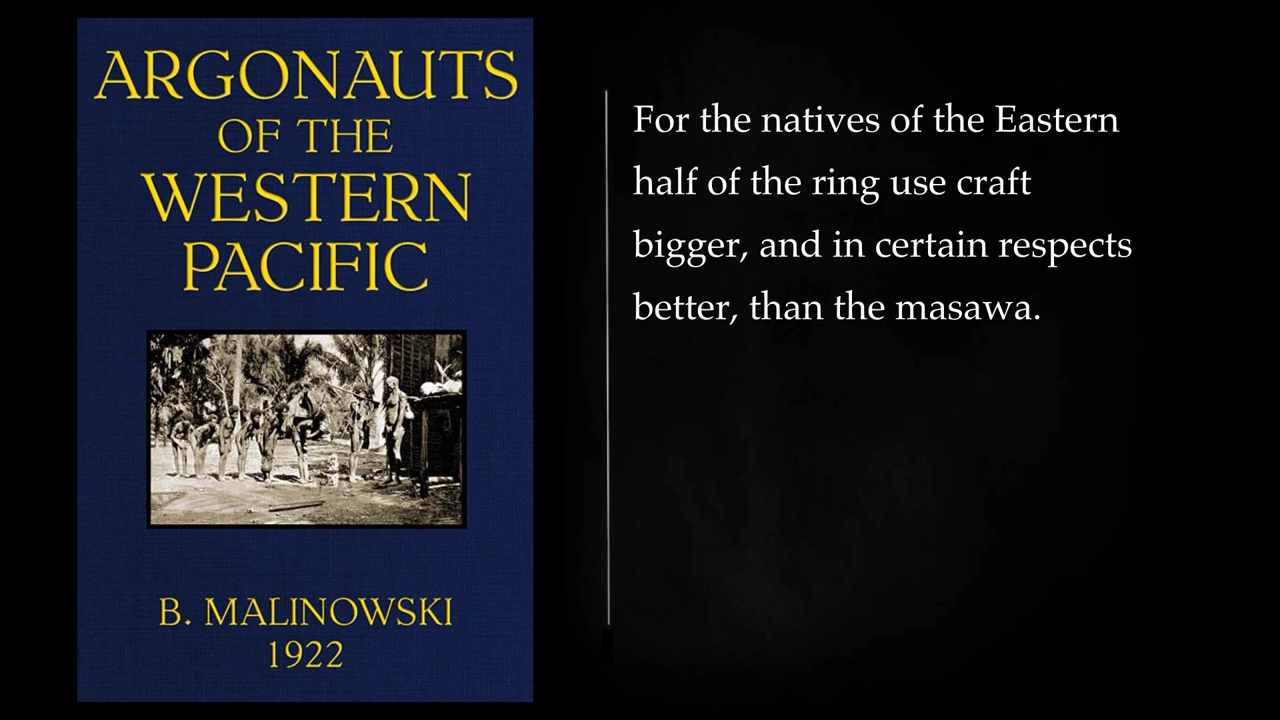 ARGONAUTS
OF THE
WESTERN
PACIFIC
B. MALINOWSKI
1922
For the natives of the Eastern
half of the ring use craft
bigger, and in certain respects
better, than the masawa.